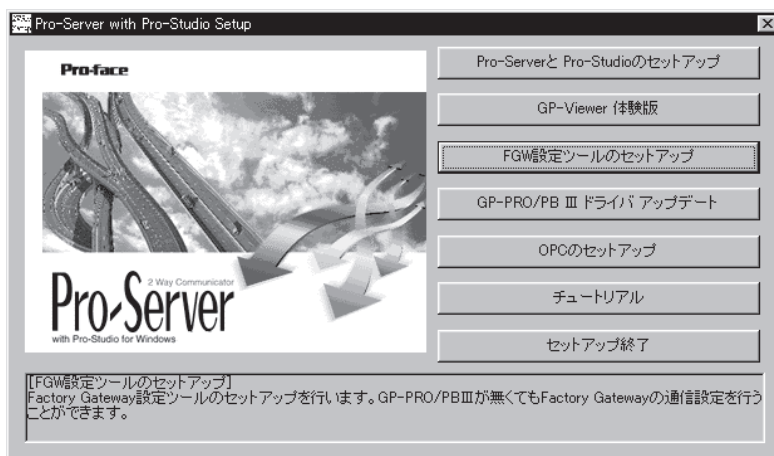 Pro-Server with Pro-Studio Setup
Pro-face
2 Way Communicator
Pro-Server
with Pro-Studio for Windows
Pro-Serverと Pro-Studioのセットアップ
GP-Viewer 体験版
FGW設定ツールのセットアップ
GP-PRO/PB Ⅲ ドライバ アップデート
OPCのセットアップ
チュートリアル
セットアップ終了
[FGW設定ツールのセットアップ]
Factory Gateway設定ツールのセットアップを行います。GP-PRO/PBⅢが無くてもFactory Gatewayの通信設定を行う
ことができます。